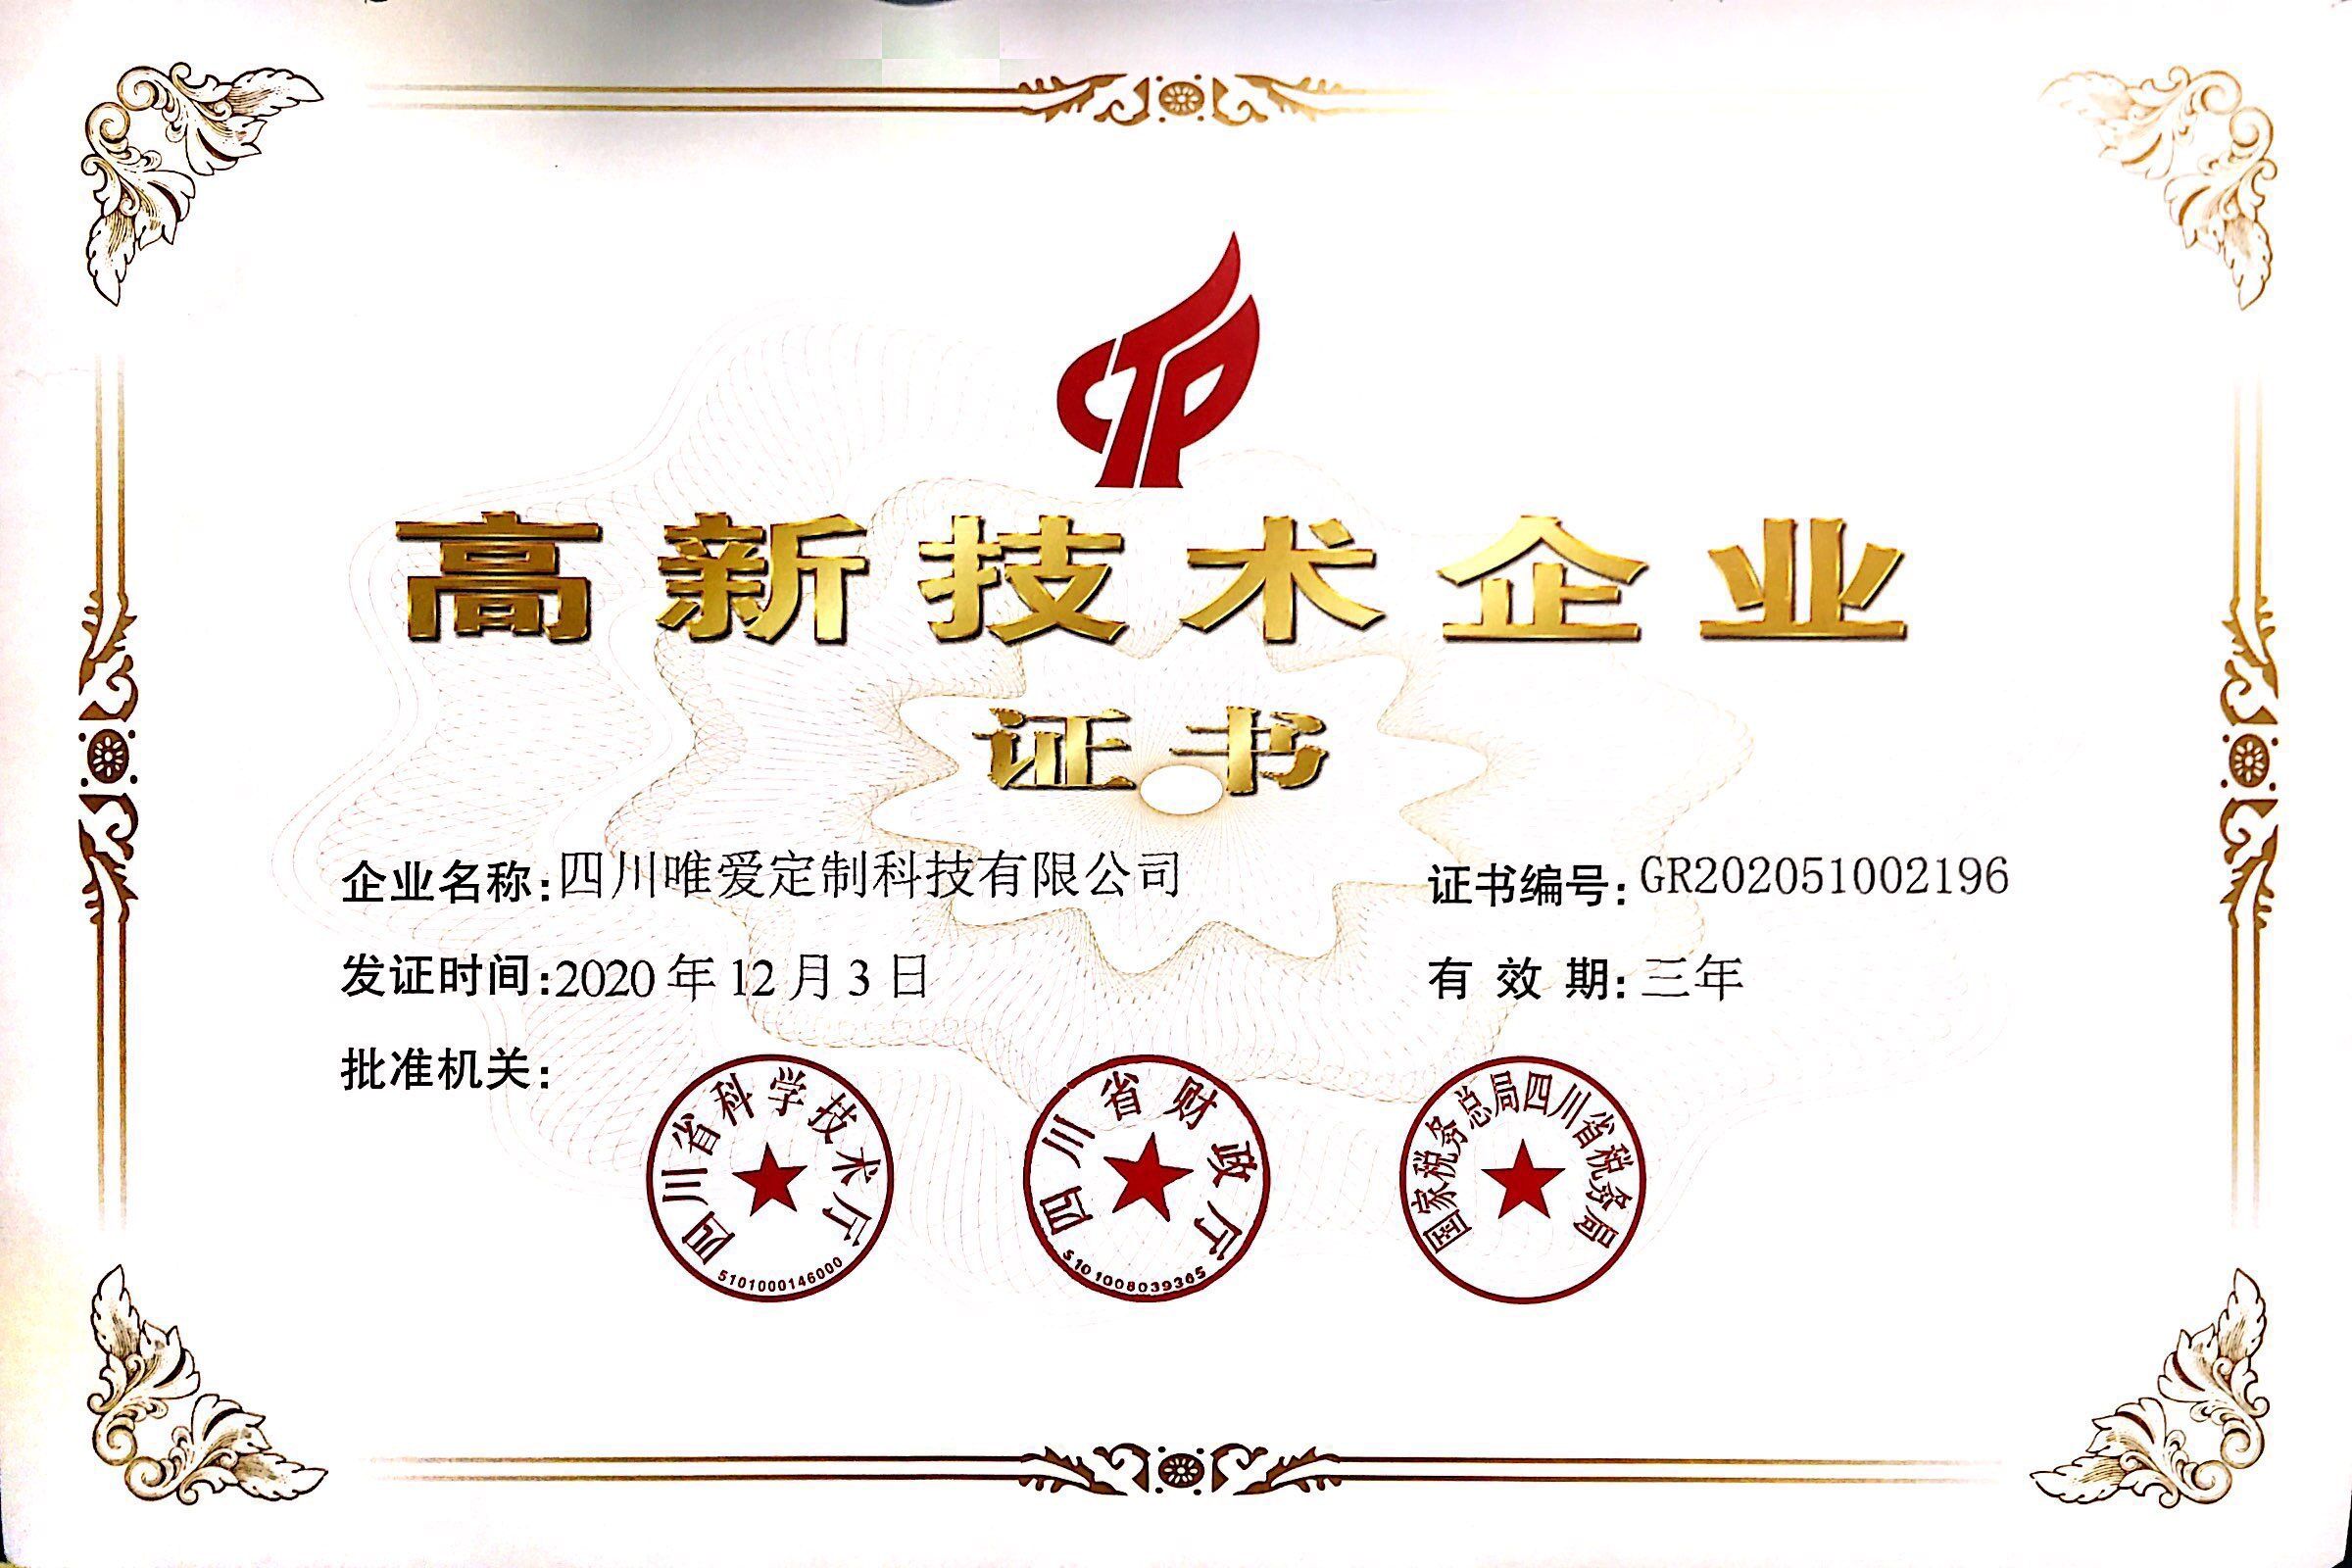 高新技术企业
证书
企业名称:四川唯爱定制科技有限公司
证书编号:GR202051002196
发证时间:2020年12月3日
有效期:三年
批准机关:
四川省科学技术厅
5101000146000
四川省财政厅
5101008039365
国家税务总局四川省税务局